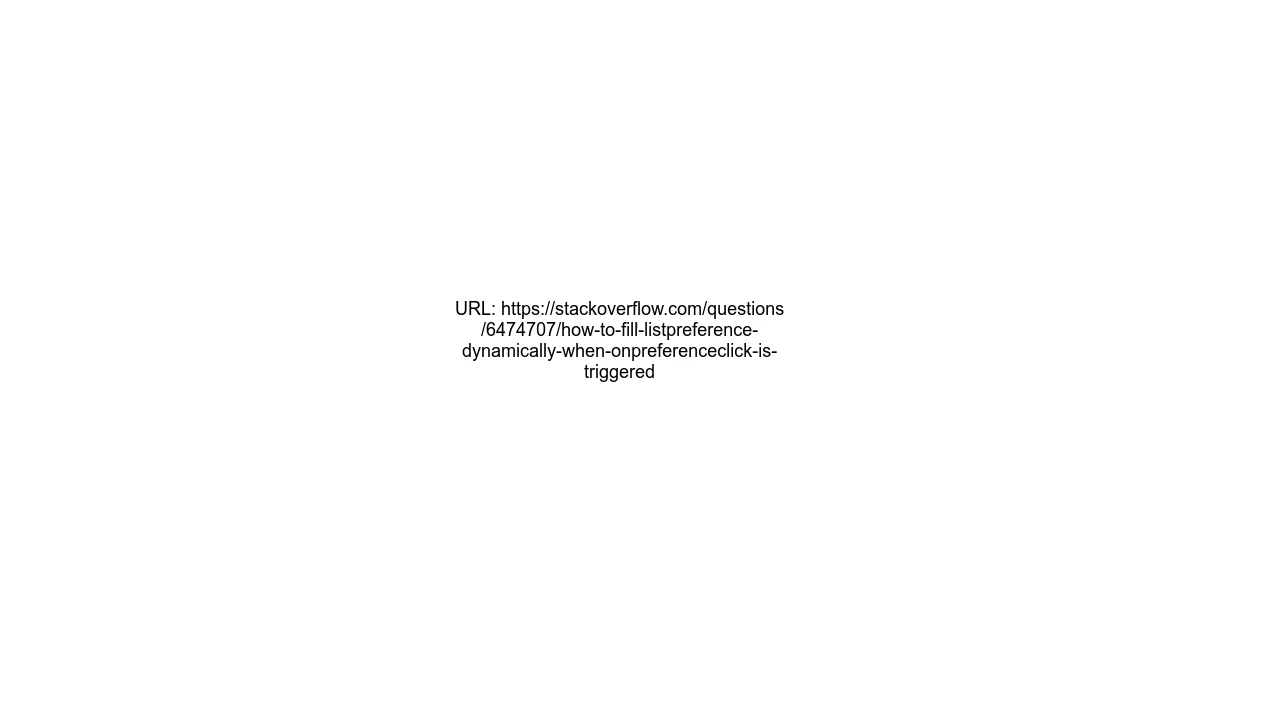 URL: https://stackoverflow.com/questions
/6474707/how-to-fill-listpreference-
dynamically-when-onpreferenceclick-is-
triggered